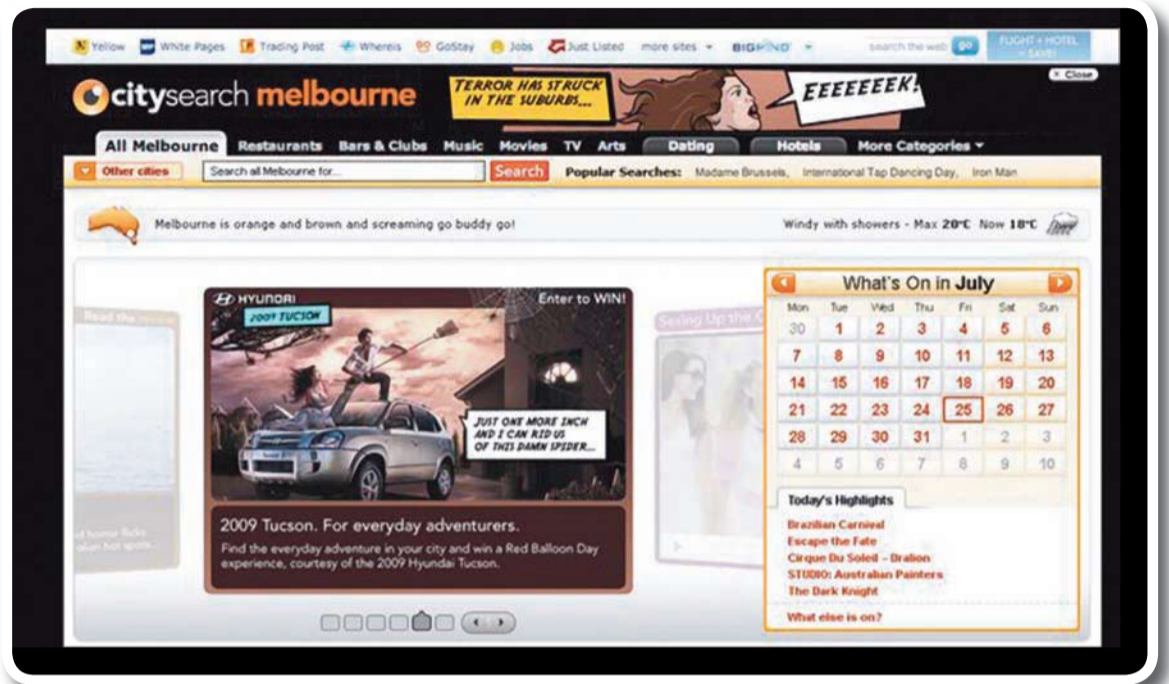 Yellow White Pages Trading Post Whereis GoStay Jobs Just Listed more sites BIGPOND search the web go FLIGHT + HOTEL
= SAVE!
citysearch melbourne
TERROR HAS STRUCK
IN THE SUBURBS...
EEEEEEEK!
× Close
All Melbourne Restaurants Bars & Clubs Music Movies TV Arts Dating Hotels More Categories
Other cities Search all Melbourne for... Search Popular Searches: Madame Brussels, International Tap Dancing Day, Iron Man
Melbourne is orange and brown and screaming go buddy go! Windy with showers - Max 20°C Now 18°C
Read the
HYUNDAI Enter to WIN!
2009 TUCSON
JUST ONE MORE INCH
AND I CAN RID US
OF THIS DAMN SPIDER...
2009 Tucson. For everyday adventurers.
Find the everyday adventure in your city and win a Red Balloon Day
experience, courtesy of the 2009 Hyundai Tucson.
Sexing Up the
What's On in July
Mon Tue Wed Thu Fri Sat Sun
30 1 2 3 4 5 6
7 8 9 10 11 12 13
14 15 16 17 18 19 20
21 22 23 24 25 26 27
28 29 30 31 1 2 3
4 5 6 7 8 9 10
Today's Highlights
Brazilian Carnival
Escape the Fate
Cirque Du Soleil - Dralion
STUDIO: Australian Painters
The Dark Knight
What else is on?